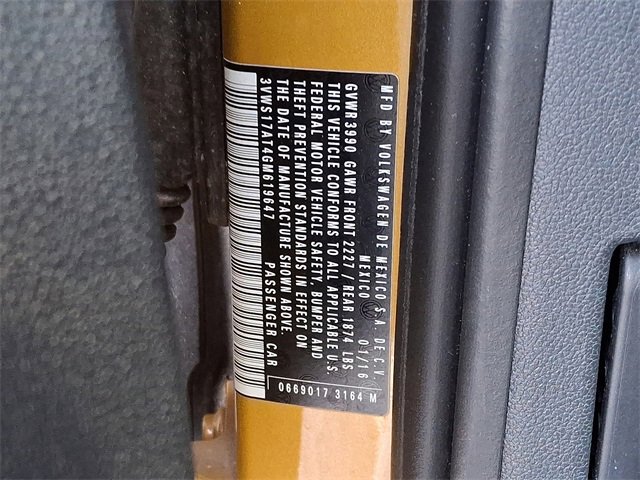 MFD BY VOLKSWAGEN DE MEXICO S.A. DE C.V.
MEXICO 01/16
GVWR 3990 GAWR FRONT 2227 / REAR 1874 LBS
THIS VEHICLE CONFORMS TO ALL APPLICABLE U.S.
FEDERAL MOTOR VEHICLE SAFETY, BUMPER AND
THEFT PREVENTION STANDARDS IN EFFECT ON
THE DATE OF MANUFACTURE SHOWN ABOVE.
3VWS17AT4GM619647 PASSENGER CAR
0669017 3164 M